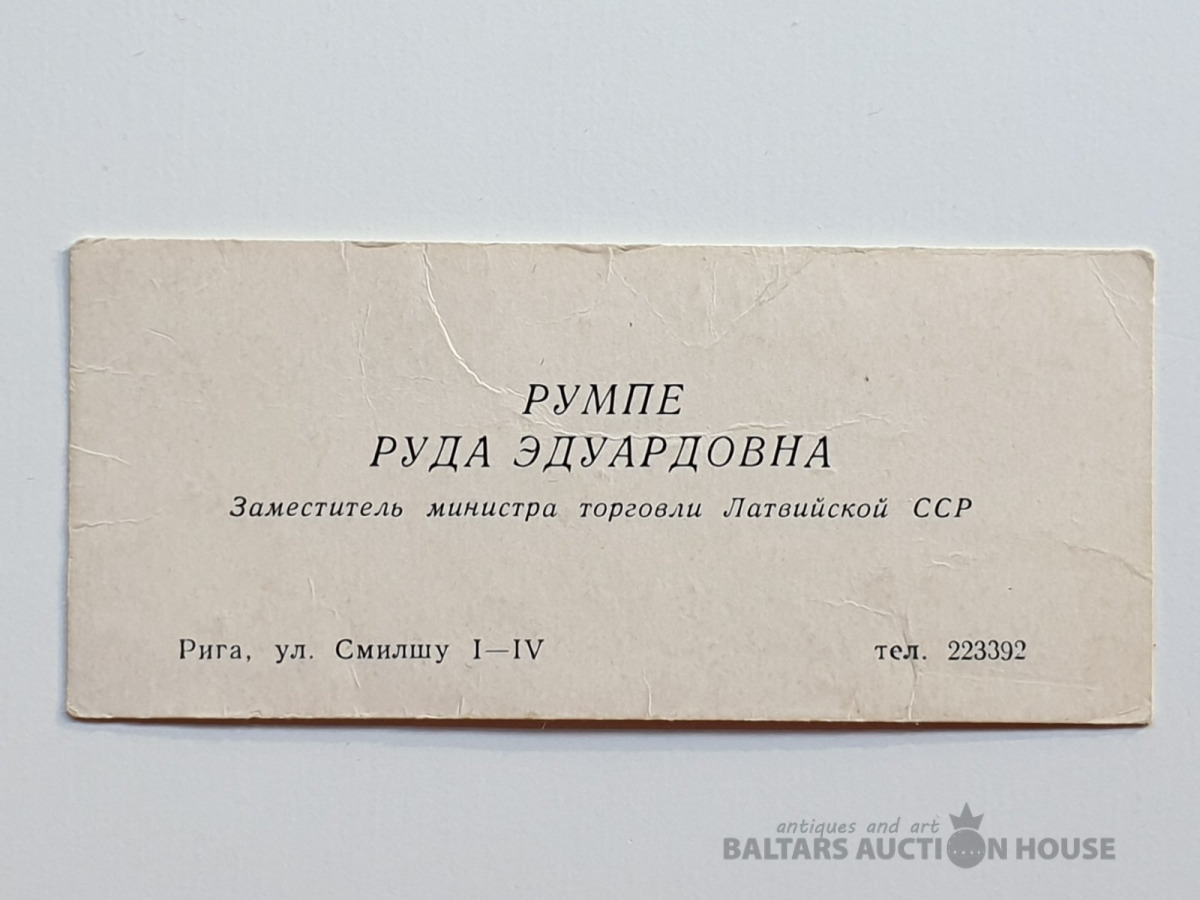 РУМПЕ
РУДА ЭДУАРДОВНА
Заместитель министра торговли Латвийской ССР
Рига, ул. Смилшу I—IV тел. 223392
antiques and art
BALTARS AUCTION HOUSE